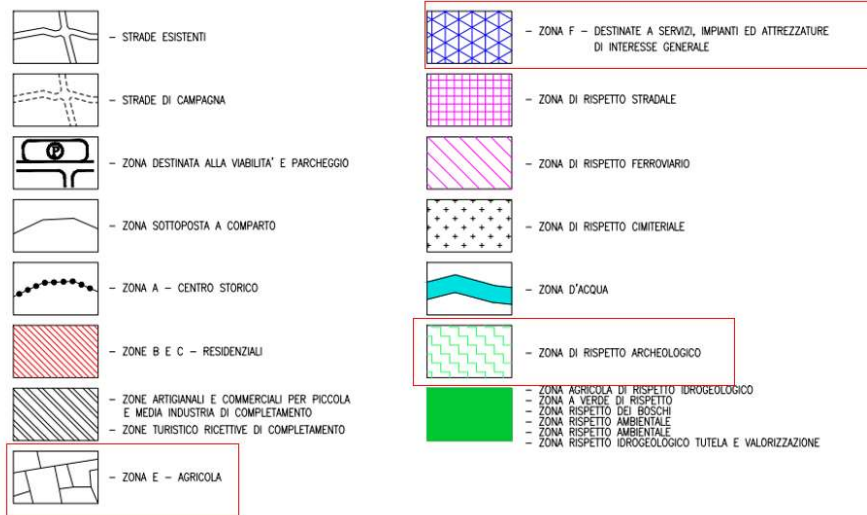 - STRADE ESISTENTI
- STRADE DI CAMPAGNA
P
- ZONA DESTINATA ALLA VIABILITA' E PARCHEGGIO
- ZONA SOTTOPOSTA A COMPARTO
- ZONA A - CENTRO STORICO
- ZONE B E C - RESIDENZIALI
- ZONE ARTIGIANALI E COMMERCIALI PER PICCOLA
E MEDIA INDUSTRIA DI COMPLETAMENTO
- ZONE TURISTICO RICETTIVE DI COMPLETAMENTO
- ZONA E - AGRICOLA
- ZONA F - DESTINATE A SERVIZI, IMPIANTI ED ATTREZZATURE
DI INTERESSE GENERALE
- ZONA DI RISPETTO STRADALE
- ZONA DI RISPETTO FERROVIARIO
- ZONA DI RISPETTO CIMITERIALE
- ZONA D'ACQUA
- ZONA DI RISPETTO ARCHEOLOGICO
- ZONA AGRICOLA DI RISPETTO IDROGEOLOGICO
- ZONA A VERDE DI RISPETTO
- ZONA RISPETTO DEI BOSCHI
- ZONA RISPETTO AMBIENTALE
- ZONA RISPETTO AMBIENTALE
- ZONA RISPETTO IDROGEOLOGICO TUTELA E VALORIZZAZIONE